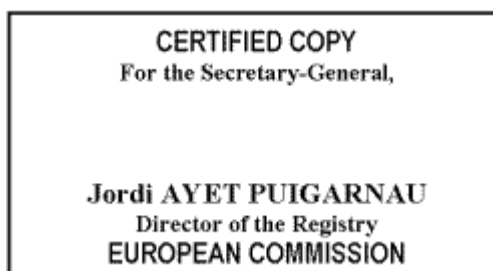 CERTIFIED COPY
For the Secretary-General,
Jordi AYET PUIGARNAU
Director of the Registry
EUROPEAN COMMISSION